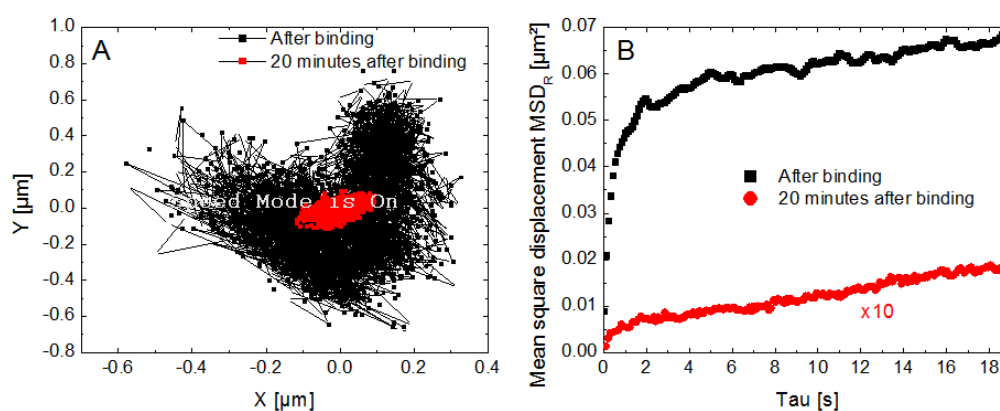 A
After binding
20 minutes after binding
1.0
0.8
0.6
0.4
0.2
0.0
-0.2
-0.4
-0.6
-0.8
Y [µm]
Mode is On
-0.6 -0.4 -0.2 0.0 0.2 0.4
X [µm]
B
0.07
0.06
0.05
0.04
0.03
0.02
0.01
0.00
Mean square displacement MSD_R [µm²]
After binding
20 minutes after binding
x10
0 2 4 6 8 10 12 14 16 18
Tau [s]